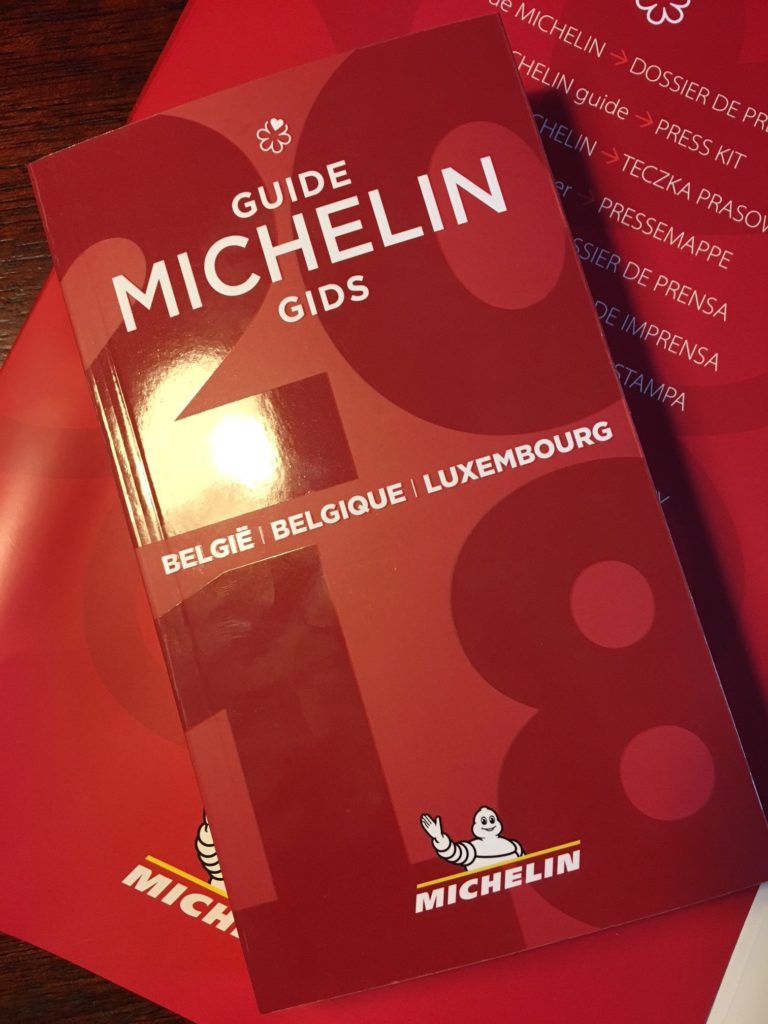 GUIDE
MICHELIN
GIDS
2018
BELGIË | BELGIQUE | LUXEMBOURG
MICHELIN
MICHELIN → DOSSIER DE
guide → PRESS KIT
→ TECZKA
→ PRESSEMAPPE
DE PRENSA
DE IMPRENSA
STAMPA